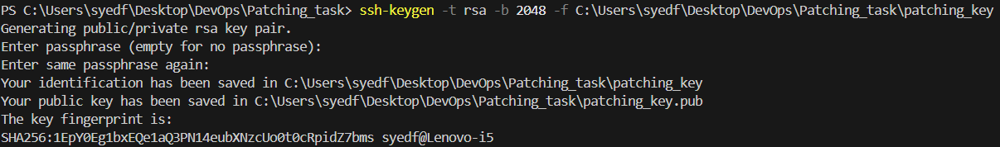 PS C:\Users\syedf\Desktop\DevOps\Patching_task> ssh-keygen -t rsa -b 2048 -f C:\Users\syedf\Desktop\DevOps\Patching_task\patching_key
Generating public/private rsa key pair.
Enter passphrase (empty for no passphrase):
Enter same passphrase again:
Your identification has been saved in C:\Users\syedf\Desktop\DevOps\Patching_task\patching_key
Your public key has been saved in C:\Users\syedf\Desktop\DevOps\Patching_task\patching_key.pub
The key fingerprint is:
SHA256:1EpY0Eg1bxEQe1aQ3PN14eubXNzcUo0t0cRpidZ7bms syedf@Lenovo-i5